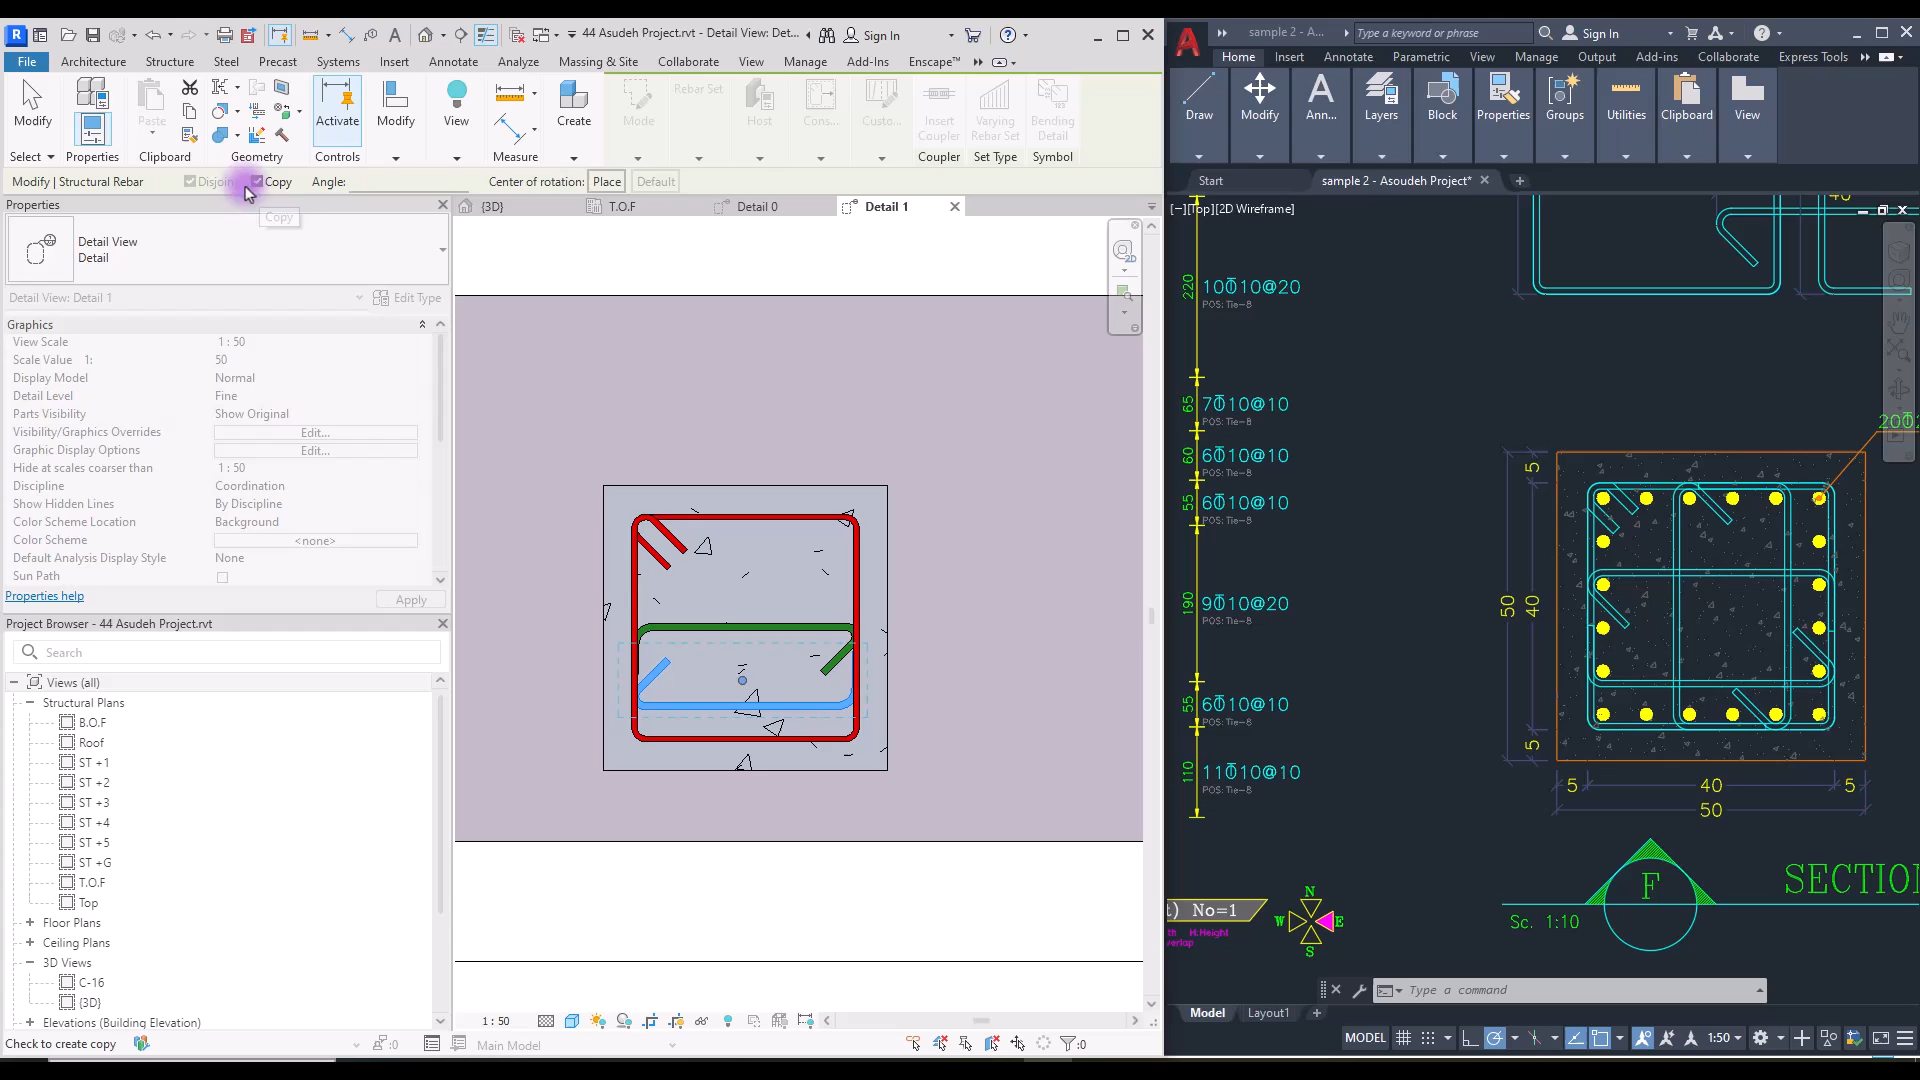 44 Asudeh Project.rvt - Detail View: Det...
Sign In
File
Architecture
Structure
Steel
Precast
Systems
Insert
Annotate
Analyze
Massing & Site
Collaborate
View
Manage
Add-Ins
Enscape™
Modify
Paste
Activate
Modify
View
Create
Mode
Rebar Set
Host
Cons...
Custo...
Insert
Coupler
Varying
Rebar Set
Bending
Detail
Select
Properties
Clipboard
Geometry
Controls
Measure
Coupler
Set Type
Symbol
Modify | Structural Rebar
Copy
Angle:
Center of rotation:
Place
Default
Copy
Properties
{3D}
T.O.F
Detail 0
Detail 1
Detail View
Detail
Detail View: Detail 1
Edit Type
Graphics
View Scale
1 : 50
Scale Value 1:
50
Display Model
Normal
Detail Level
Fine
Parts Visibility
Show Original
Visibility/Graphics Overrides
Edit...
Graphic Display Options
Edit...
Hide at scales coarser than
1 : 50
Discipline
Coordination
Show Hidden Lines
By Discipline
Color Scheme Location
Background
Color Scheme
<none>
Default Analysis Display Style
None
Sun Path
Properties help
Apply
Project Browser - 44 Asudeh Project.rvt
Search
Views (all)
Structural Plans
B.O.F
Roof
ST +1
ST +2
ST +3
ST +4
ST +5
ST +G
T.O.F
Top
Floor Plans
Ceiling Plans
3D Views
C-16
{3D}
Elevations (Building Elevation)
1 : 50
Check to create copy
:0
Main Model
:0
sample 2 - A...
Type a keyword or phrase
Sign In
Home
Insert
Annotate
Parametric
View
Manage
Output
Add-ins
Collaborate
Express Tools
Draw
Modify
Ann...
Layers
Block
Properties
Groups
Utilities
Clipboard
View
Start
sample 2 - Asoudeh Project*
[−][Top][2D Wireframe]
220
10Φ10@20
POS: Tie-8
65
7Φ10@10
POS: Tie-8
60
6Φ10@10
POS: Tie-8
55
6Φ10@10
POS: Tie-8
190
9Φ10@20
POS: Tie-8
55
6Φ10@10
POS: Tie-8
110
11Φ10@10
POS: Tie-8
5
50
40
5
5
40
5
50
F
Sc. 1:10
) No=1
H.Height
N
W
E
S
Type a command
Model
Layout1
MODEL
1:50